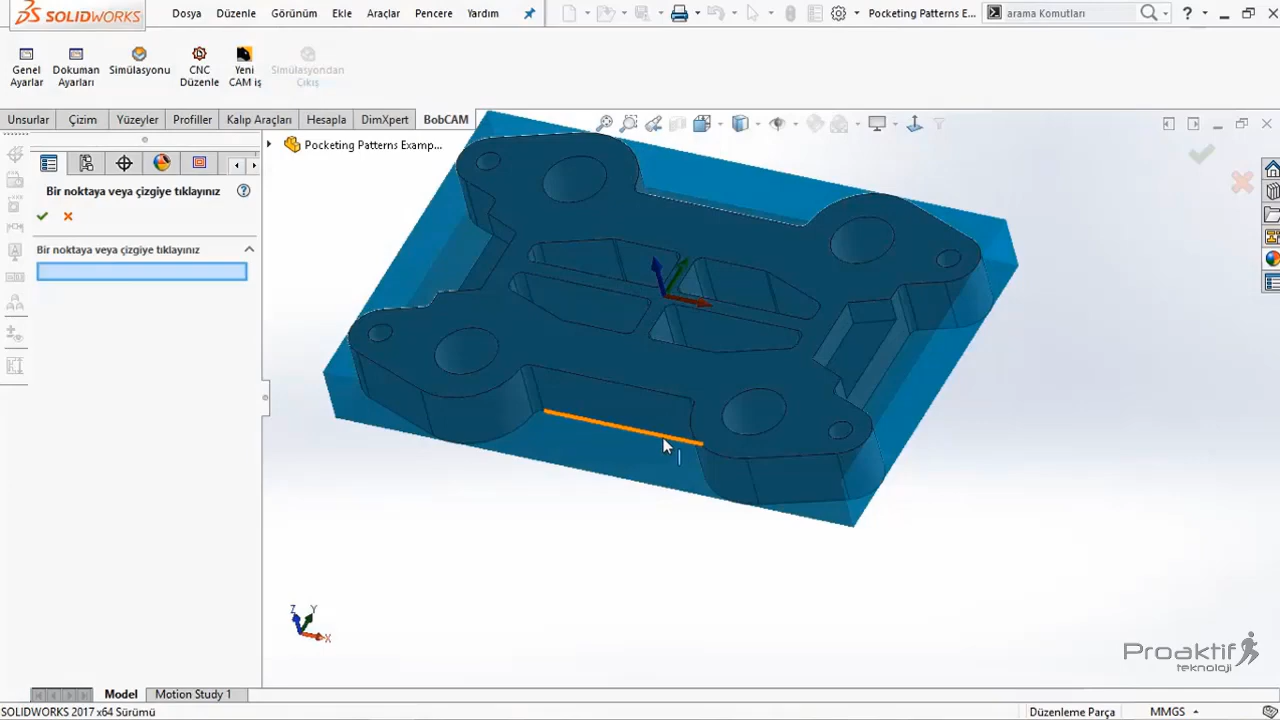 SOLIDWORKS
Dosya Düzenle Görünüm Ekle Araçlar Pencere Yardım
Pocketing Patterns E...
arama Komutları
?
Genel Ayarlar
Dokuman Ayarları
Simülasyonu
CNC Düzenle
Yeni CAM iş
Simülasyondan Çıkış
Unsurlar Çizim Yüzeyler Profiller Kalıp Araçları Hesapla DimXpert BobCAM
Pocketing Patterns Examp...
Bir noktaya veya çizgiye tıklayınız
?
Bir noktaya veya çizgiye tıklayınız
Z Y
X
Proaktif
teknoloji
Model Motion Study 1
SOLIDWORKS 2017 x64 Sürümü
Düzenleme Parça MMGS